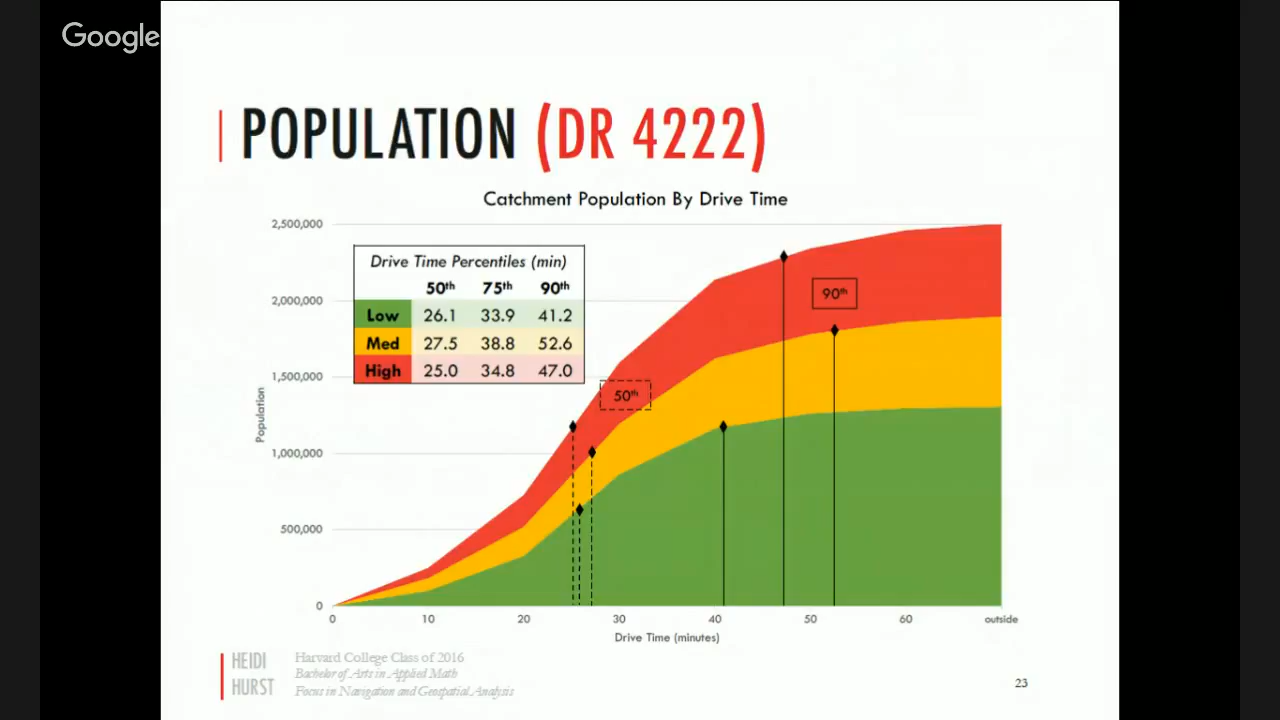 Google
POPULATION (DR 4222)
Catchment Population By Drive Time
2,500,000
2,000,000
1,500,000
1,000,000
500,000
0
Population
Drive Time Percentiles (min)
50th 75th 90th
Low 26.1 33.9 41.2
Med 27.5 38.8 52.6
High 25.0 34.8 47.0
90th
50th
0 10 20 30 40 50 60 outside
Drive Time (minutes)
HEIDI
HURST
Harvard College Class of 2016
Bachelor of Arts in Applied Math
Focus in Navigation and Geospatial Analysis
23